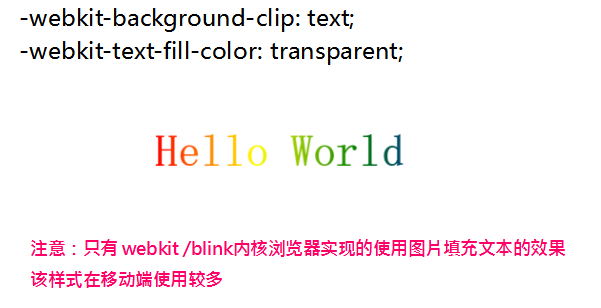 -webkit-background-clip: text;
-webkit-text-fill-color: transparent;
Hello World
注意：只有 webkit /blink内核浏览器实现的使用图片填充文本的效果
该样式在移动端使用较多